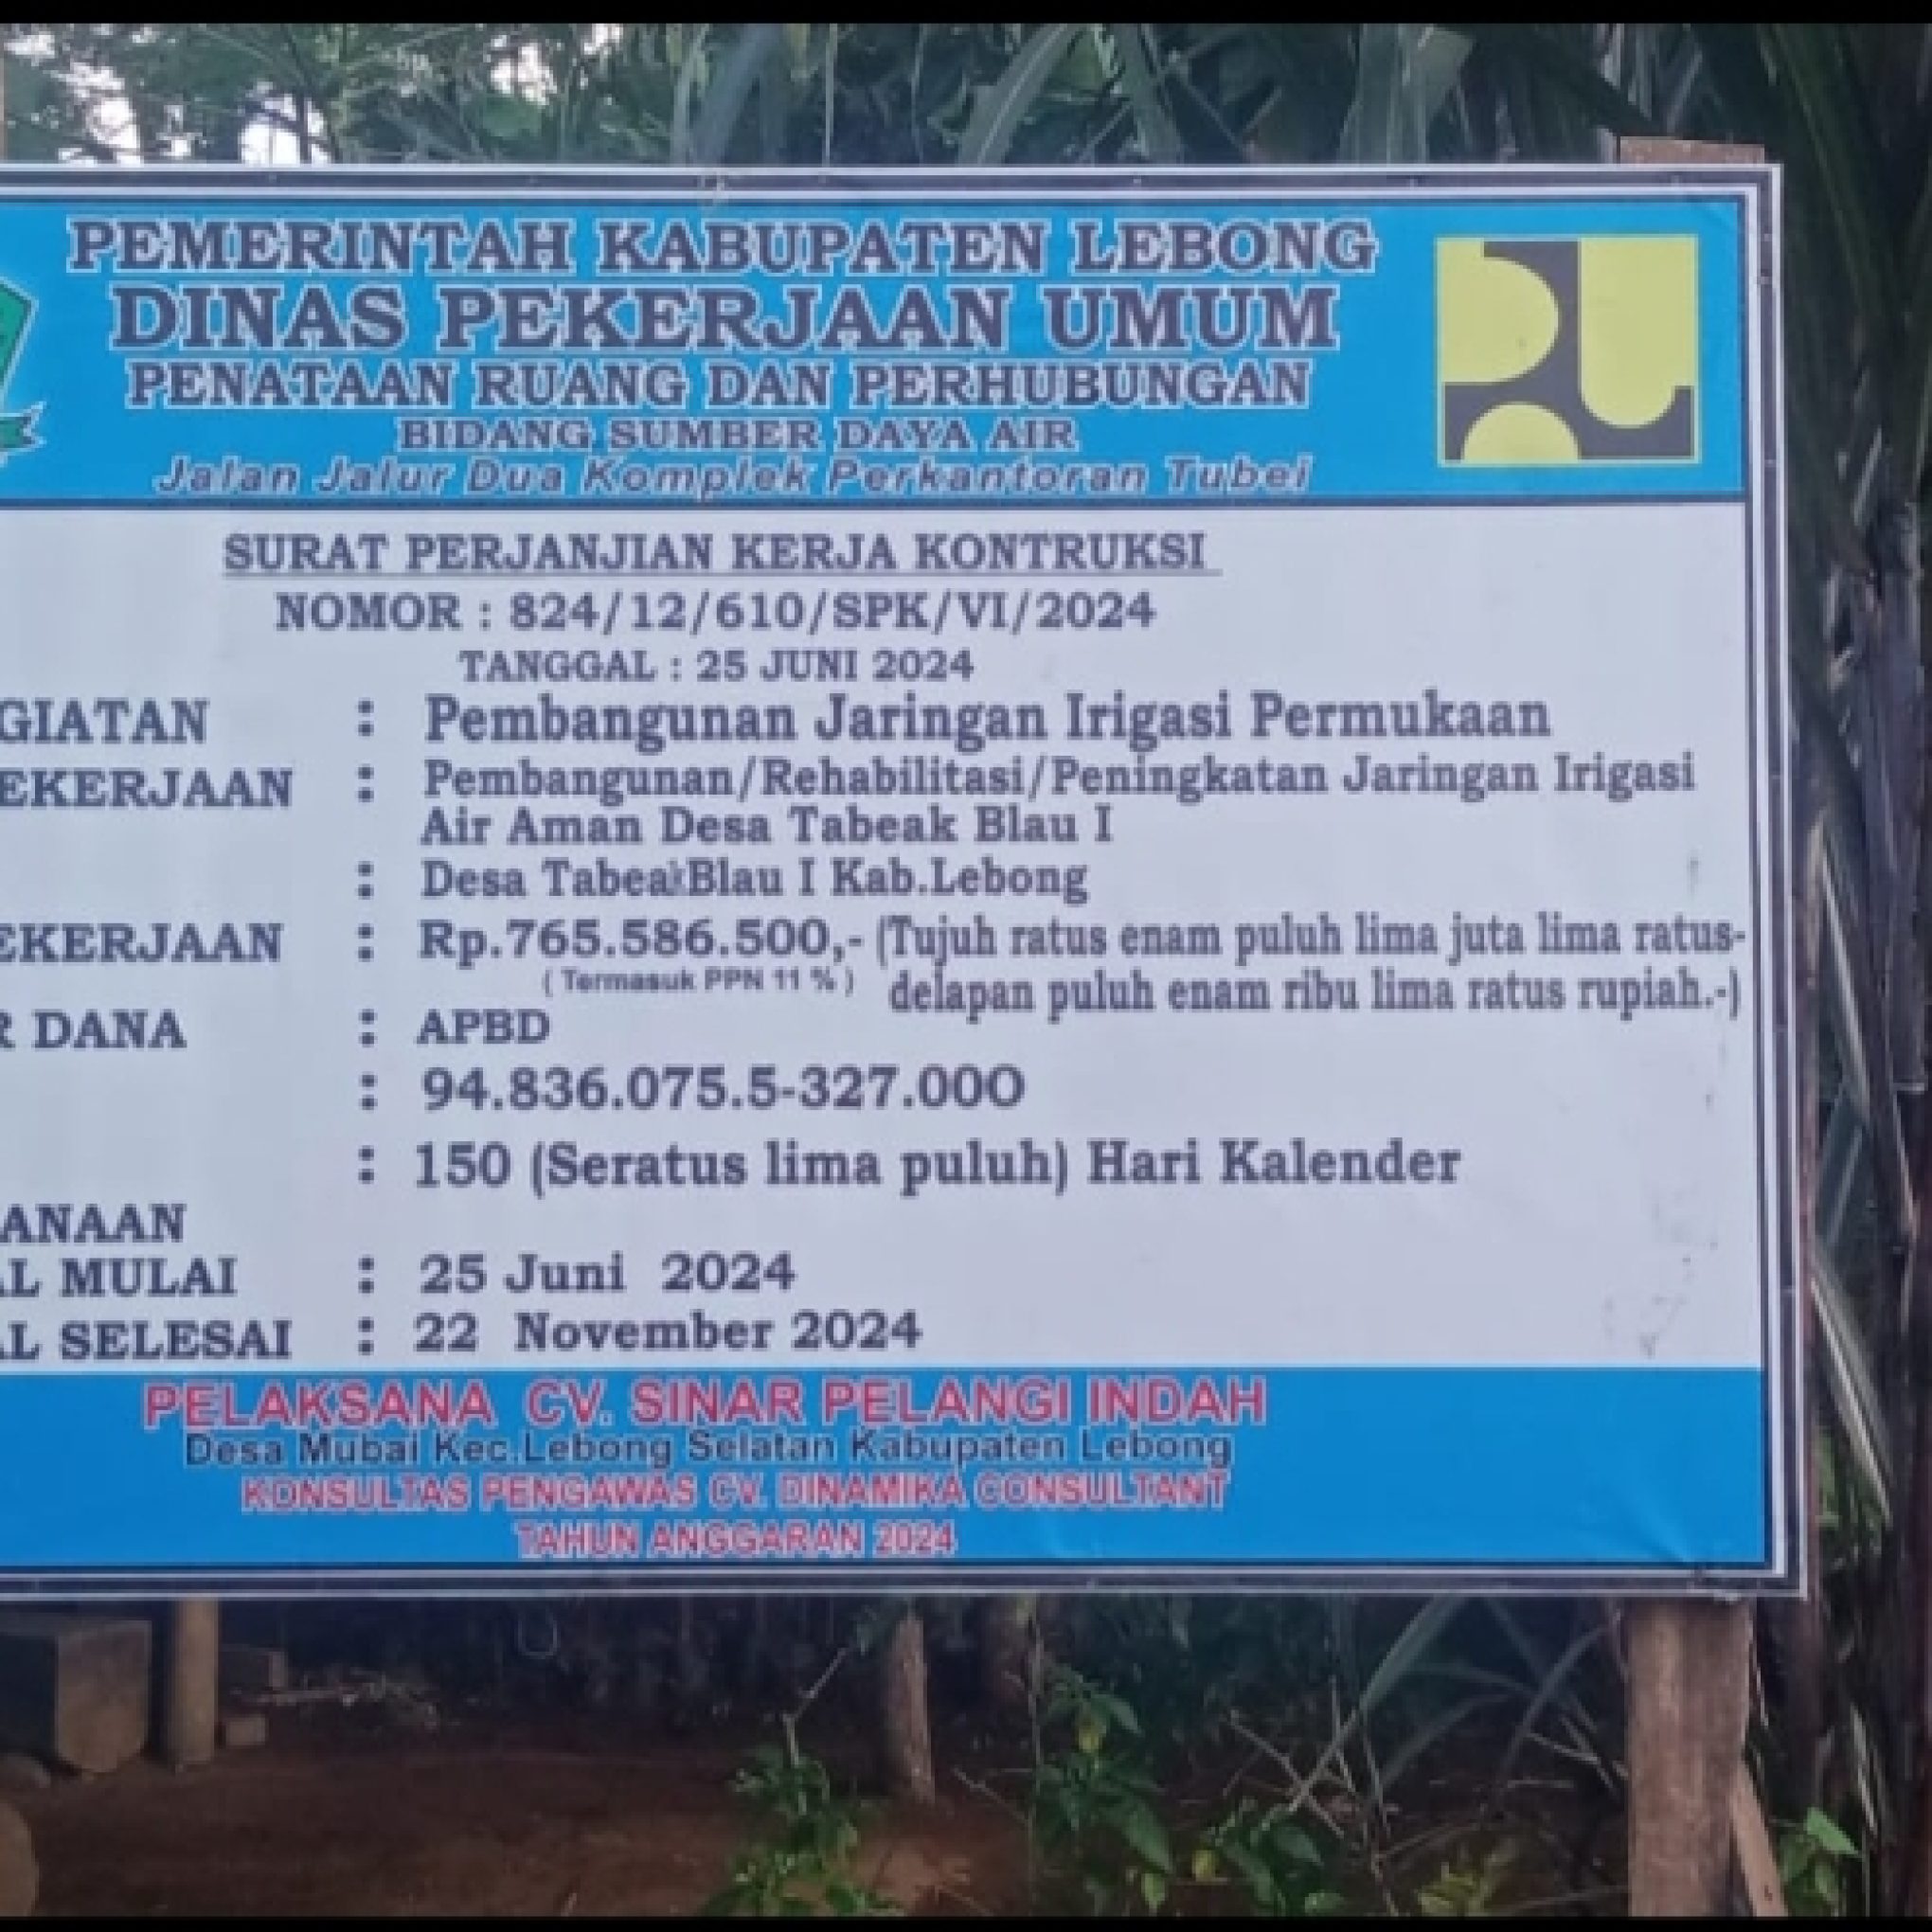 PEMERINTAH KABUPATEN LEBONG
DINAS PEKERJAAN UMUM
PENATAAN RUANG DAN PERHUBUNGAN
BIDANG SUMBER DAYA AIR
Jalan Jalur Dua Komplek Perkantoran Tubei
SURAT PERJANJIAN KERJA KONTRUKSI
NOMOR : 824/12/610/SPK/VI/2024
TANGGAL : 25 JUNI 2024
GIATAN : Pembangunan Jaringan Irigasi Permukaan
EKERJAAN : Pembangunan/Rehabilitasi/Peningkatan Jaringan Irigasi
Air Aman Desa Tabeak Blau I
: Desa Tabeak Blau I Kab.Lebong
EKERJAAN : Rp.765.586.500,- (Tujuh ratus enam puluh lima juta lima ratus-
( Termasuk PPN 11 % ) delapan puluh enam ribu lima ratus rupiah.-)
R DANA : APBD
: 94.836.075.5-327.00O
: 150 (Seratus lima puluh) Hari Kalender
ANAAN
AL MULAI : 25 Juni 2024
AL SELESAI : 22 November 2024
PELAKSANA CV. SINAR PELANGI INDAH
Desa Mubai Kec.Lebong Selatan Kabupaten Lebong
KONSULTAS PENGAWAS CV. DINAMIKA CONSULTANT
TAHUN ANGGARAN 2024